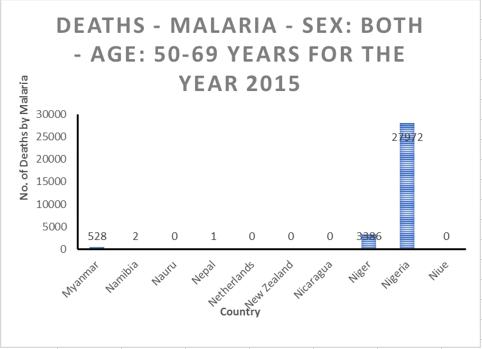 DEATHS - MALARIA - SEX: BOTH
- AGE: 50-69 YEARS FOR THE
YEAR 2015
No. of Deaths by Malaria
30000
25000
20000
15000
10000
5000
0
528
2
0
1
0
0
0
3386
27972
0
Myanmar
Namibia
Nauru
Nepal
Netherlands
New Zealand
Nicaragua
Niger
Nigeria
Niue
Country